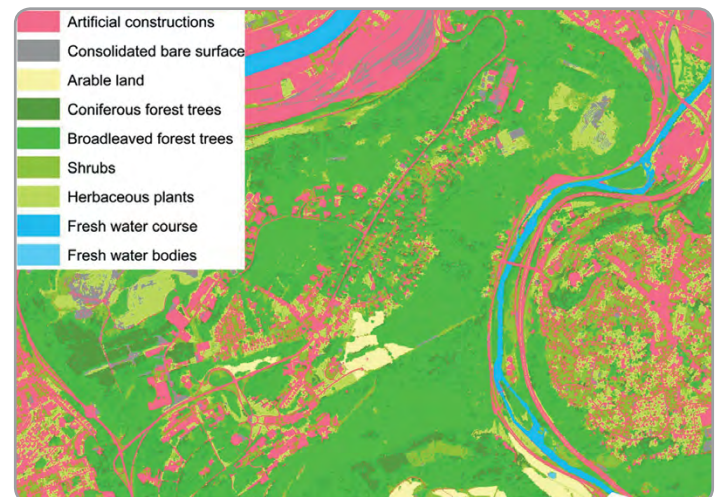 Artificial constructions
Consolidated bare surface
Arable land
Coniferous forest trees
Broadleaved forest trees
Shrubs
Herbaceous plants
Fresh water course
Fresh water bodies